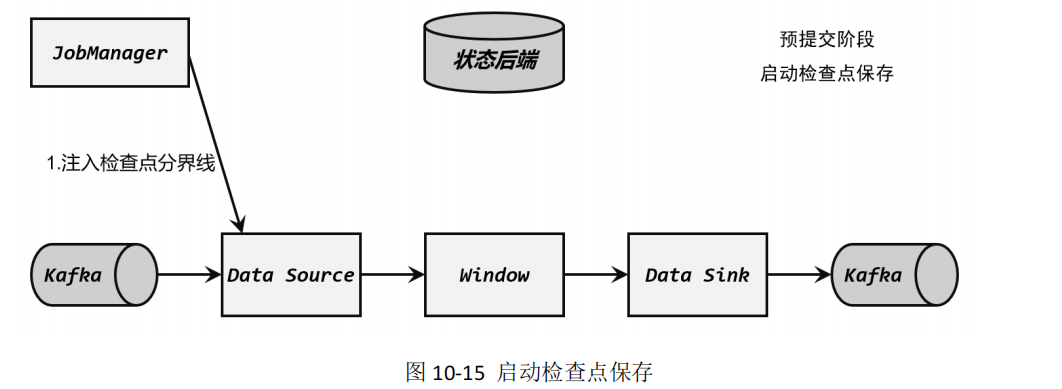 JobManager
状态后端
预提交阶段
启动检查点保存
1.注入检查点分界线
Kafka
Data Source
Window
Data Sink
Kafka
图 10-15 启动检查点保存